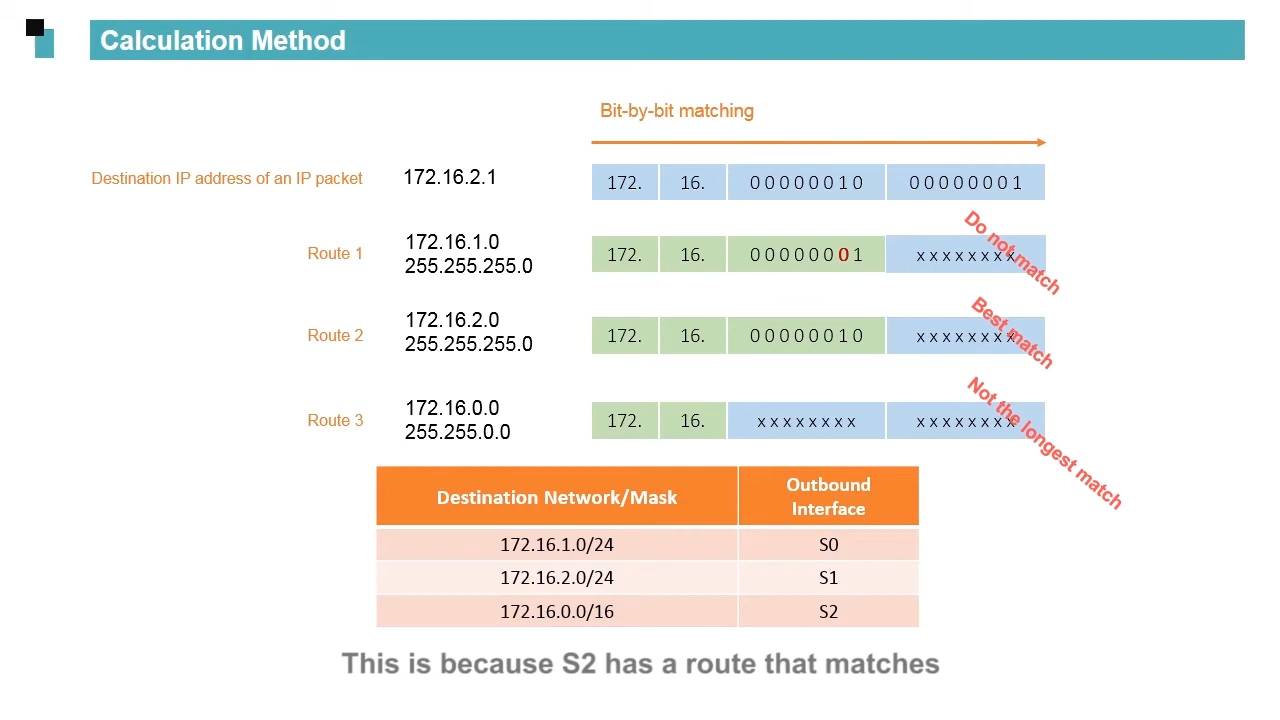 Calculation Method
Bit-by-bit matching
Destination IP address of an IP packet
172.16.2.1
172. 16. 0 0 0 0 0 0 1 0 0 0 0 0 0 0 0 1
Do not match
Route 1
172.16.1.0
255.255.255.0
172. 16. 0 0 0 0 0 0 0 1 x x x x x x x x
Best match
Route 2
172.16.2.0
255.255.255.0
172. 16. 0 0 0 0 0 0 1 0 x x x x x x x x
Not the longest match
Route 3
172.16.0.0
255.255.0.0
172. 16. x x x x x x x x x x x x x x x x
Destination Network/Mask
Outbound
Interface
172.16.1.0/24 S0
172.16.2.0/24 S1
172.16.0.0/16 S2
This is because S2 has a route that matches